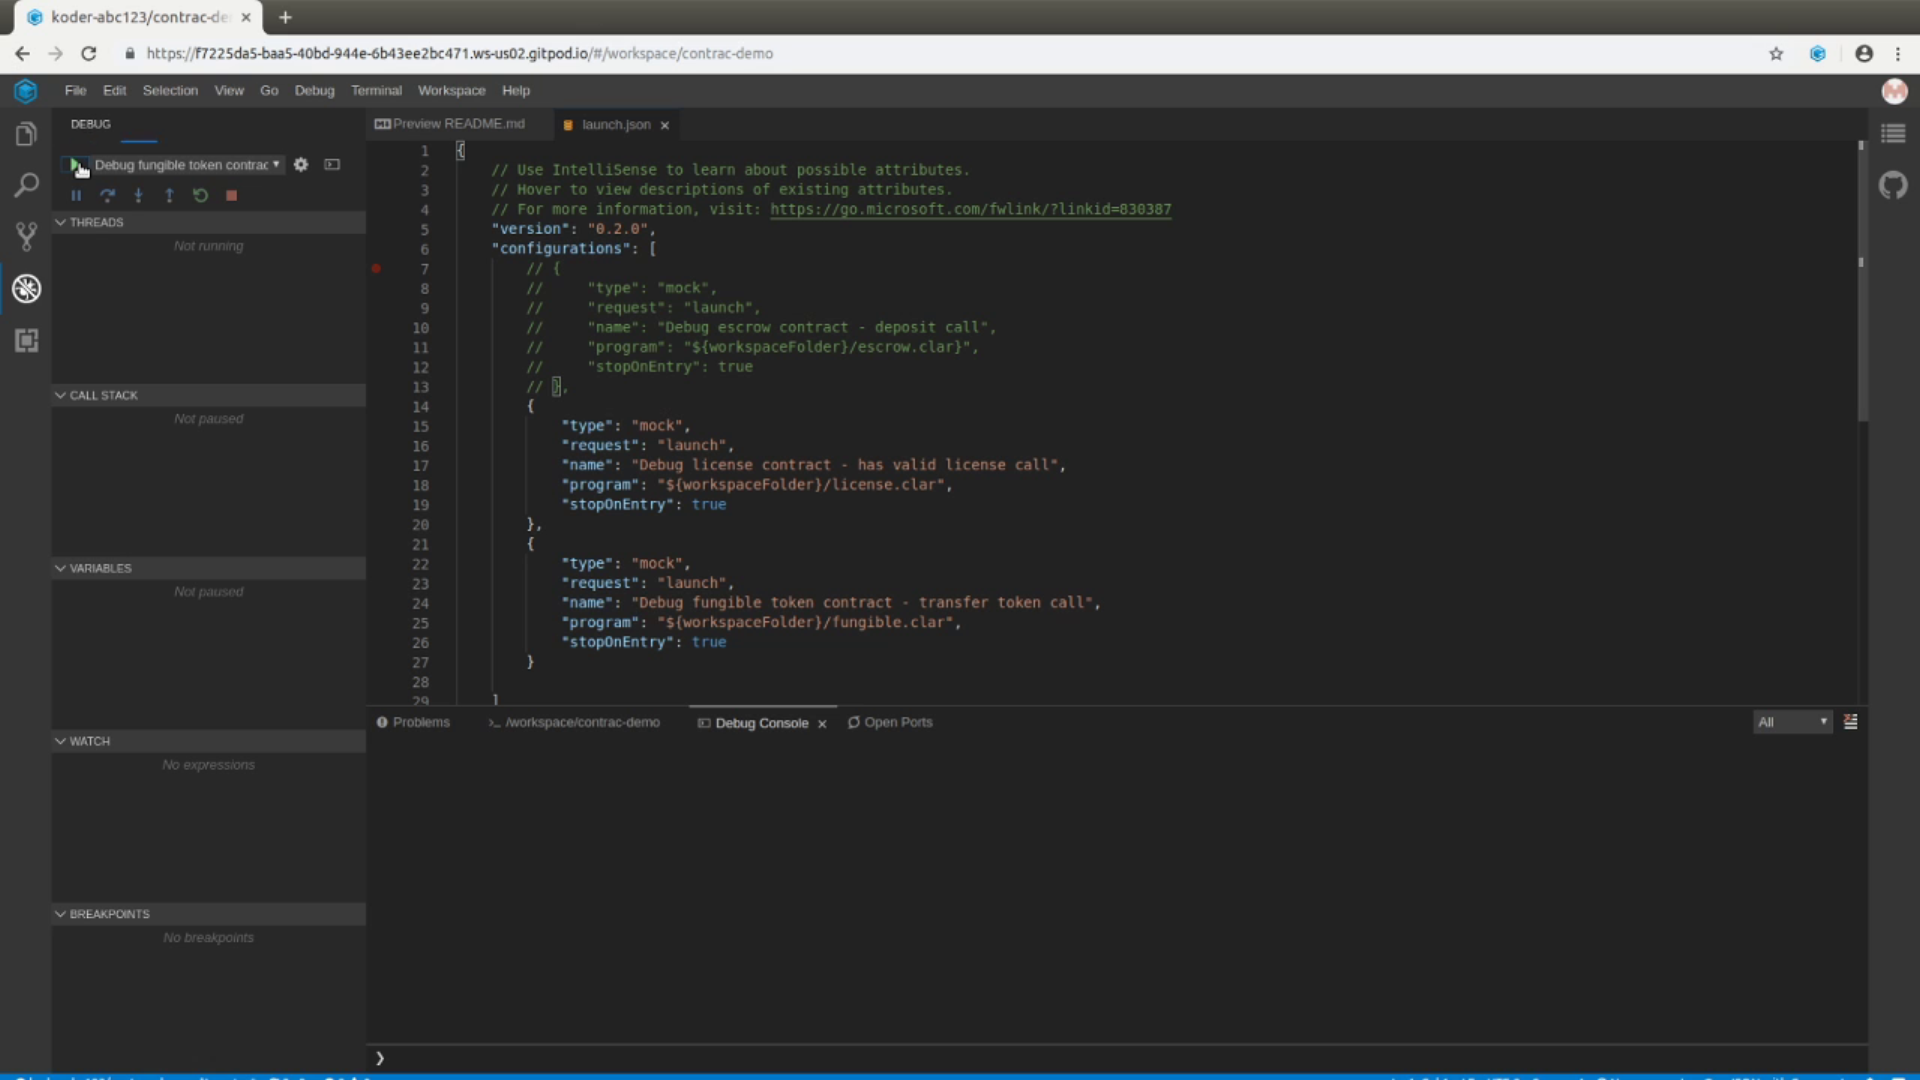 koder-abc123/contrac-de
https://f7225da5-baa5-40bd-944e-6b43ee2bc471.ws-us02.gitpod.io/#/workspace/contrac-demo
File Edit Selection View Go Debug Terminal Workspace Help
DEBUG
Debug fungible token contrac
THREADS
Not running
CALL STACK
Not paused
VARIABLES
Not paused
WATCH
No expressions
BREAKPOINTS
No breakpoints
Preview README.md launch.json
1 {
2 // Use IntelliSense to learn about possible attributes.
3 // Hover to view descriptions of existing attributes.
4 // For more information, visit: https://go.microsoft.com/fwlink/?linkid=830387
5 "version": "0.2.0",
6 "configurations": [
7 // {
8 // "type": "mock",
9 // "request": "launch",
10 // "name": "Debug escrow contract - deposit call",
11 // "program": "${workspaceFolder}/escrow.clar}",
12 // "stopOnEntry": true
13 // },
14 {
15 "type": "mock",
16 "request": "launch",
17 "name": "Debug license contract - has valid license call",
18 "program": "${workspaceFolder}/license.clar",
19 "stopOnEntry": true
20 },
21 {
22 "type": "mock",
23 "request": "launch",
24 "name": "Debug fungible token contract - transfer token call",
25 "program": "${workspaceFolder}/fungible.clar",
26 "stopOnEntry": true
27 }
28
29 ]
Problems >_ /workspace/contrac-demo Debug Console Open Ports All
❯